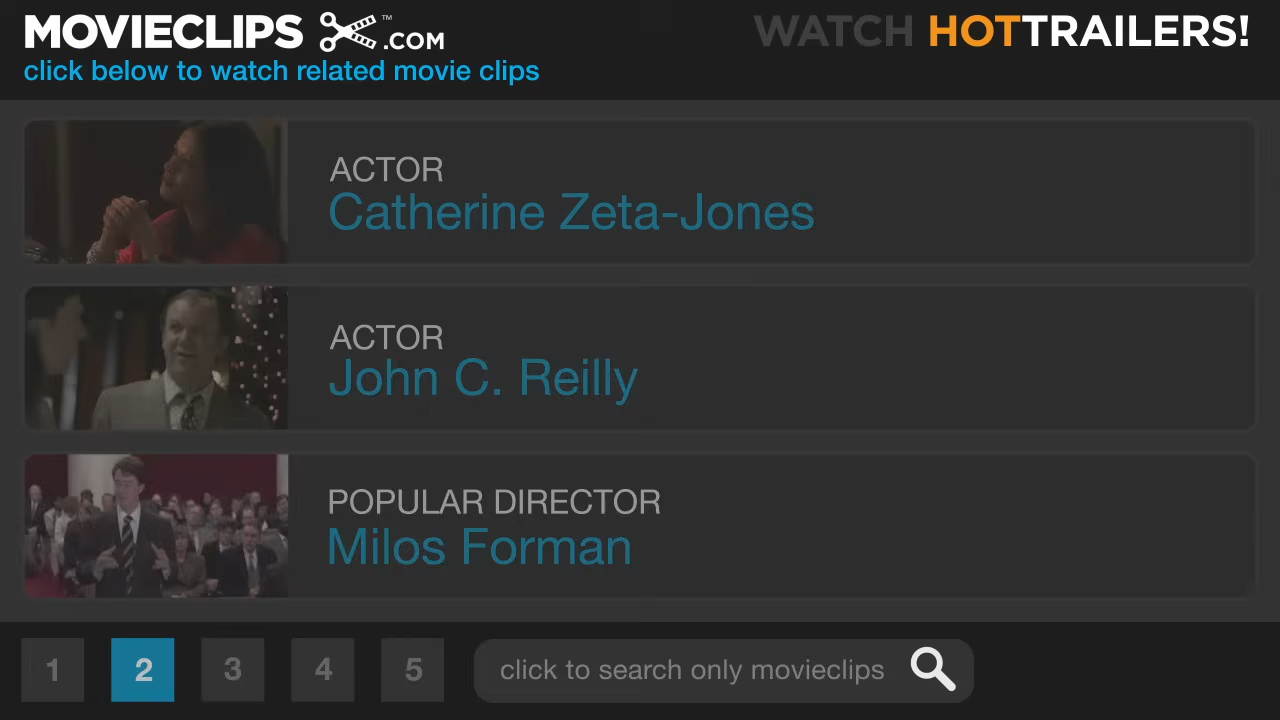 MOVIECLIPS ™ .COM
WATCH HOTTRAILERS!
click below to watch related movie clips
ACTOR
Catherine Zeta-Jones
ACTOR
John C. Reilly
POPULAR DIRECTOR
Milos Forman
1 2 3 4 5 click to search only movieclips